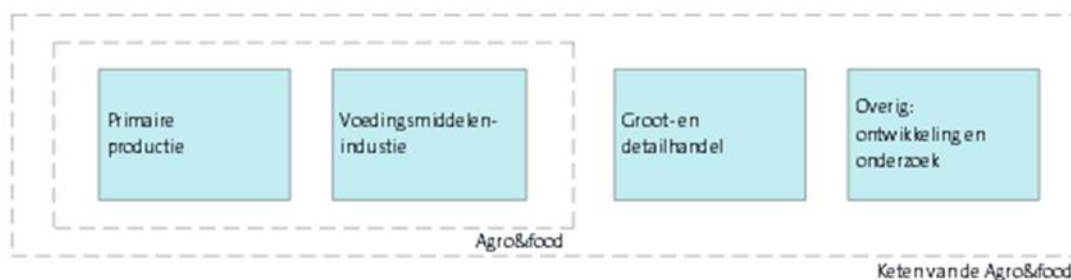 Primaire
productie
Voedingsmiddelen-
industie
Groot- en
detailhandel
Overig:
ontwikkeling en
onderzoek
Agro&food
Keten van de Agro&food